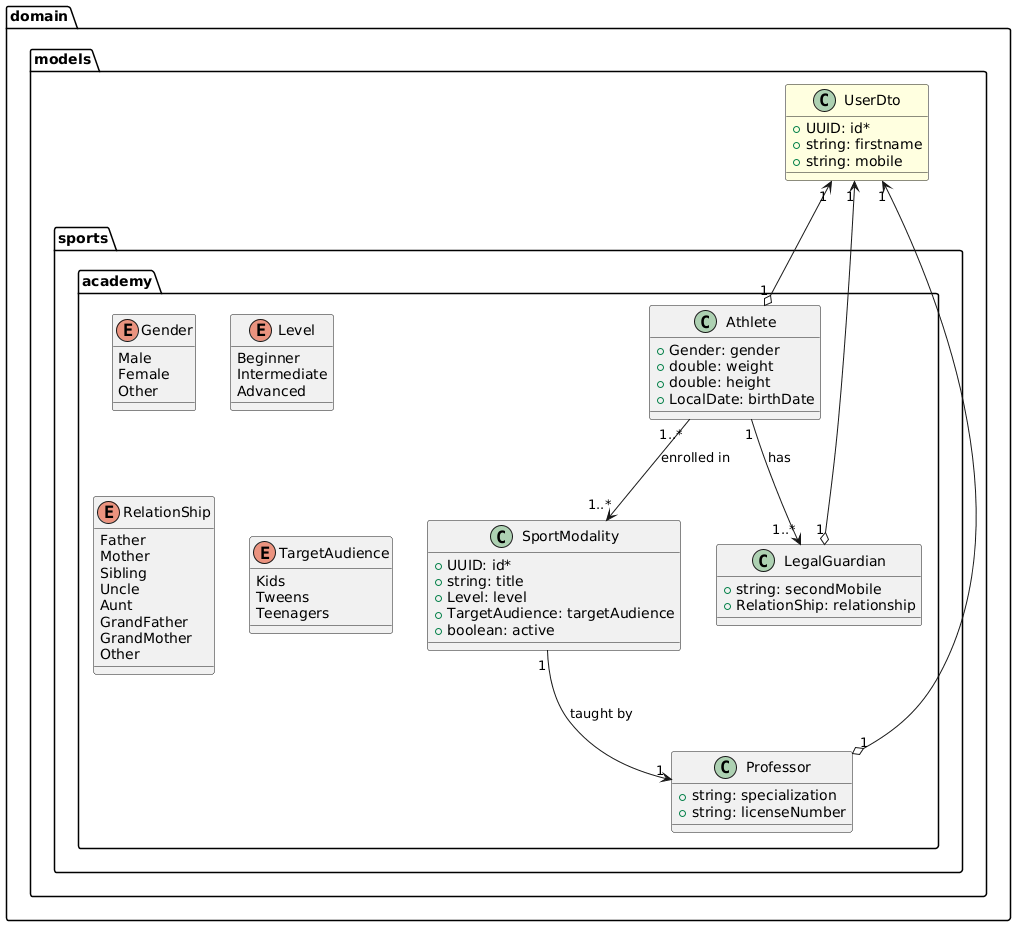 domain
models
C UserDto
UUID: id*
string: firstname
string: mobile
1
1
1
sports
academy
1
E Gender
Male
Female
Other
E Level
Beginner
Intermediate
Advanced
C Athlete
Gender: gender
double: weight
double: height
LocalDate: birthDate
1..*
1
enrolled in
has
E RelationShip
Father
Mother
Sibling
Uncle
Aunt
GrandFather
GrandMother
Other
E TargetAudience
Kids
Tweens
Teenagers
1..*
1..*
1
C SportModality
UUID: id*
string: title
Level: level
TargetAudience: targetAudience
boolean: active
C LegalGuardian
string: secondMobile
RelationShip: relationship
1
taught by
1
1
C Professor
string: specialization
string: licenseNumber